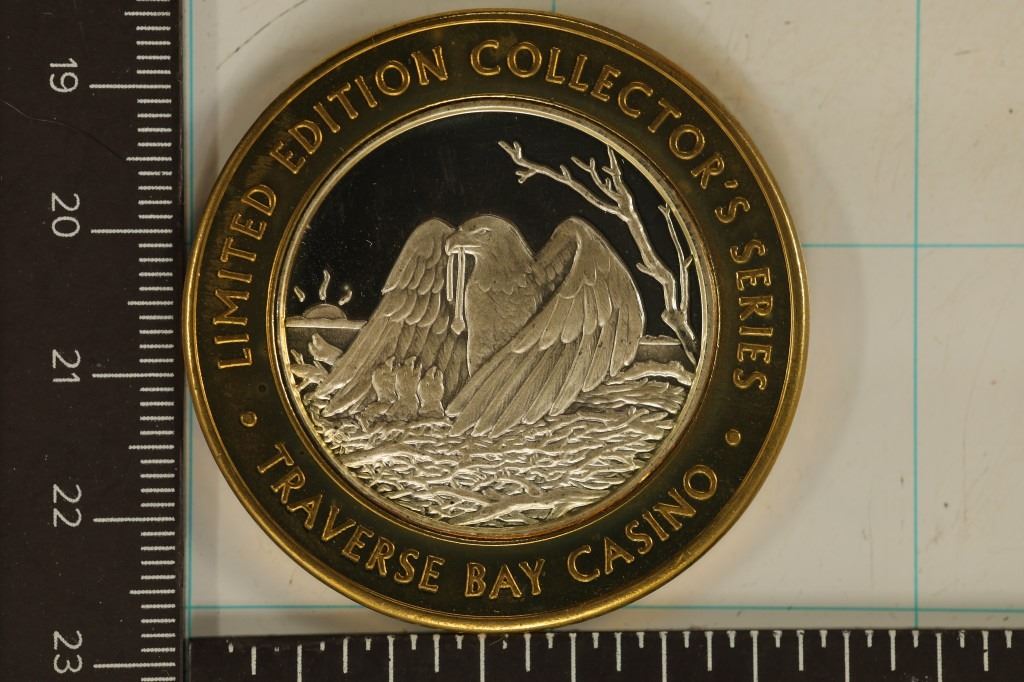 LIMITED EDITION COLLECTOR'S SERIES
• TRAVERSE BAY CASINO •
19
20
21
22
23